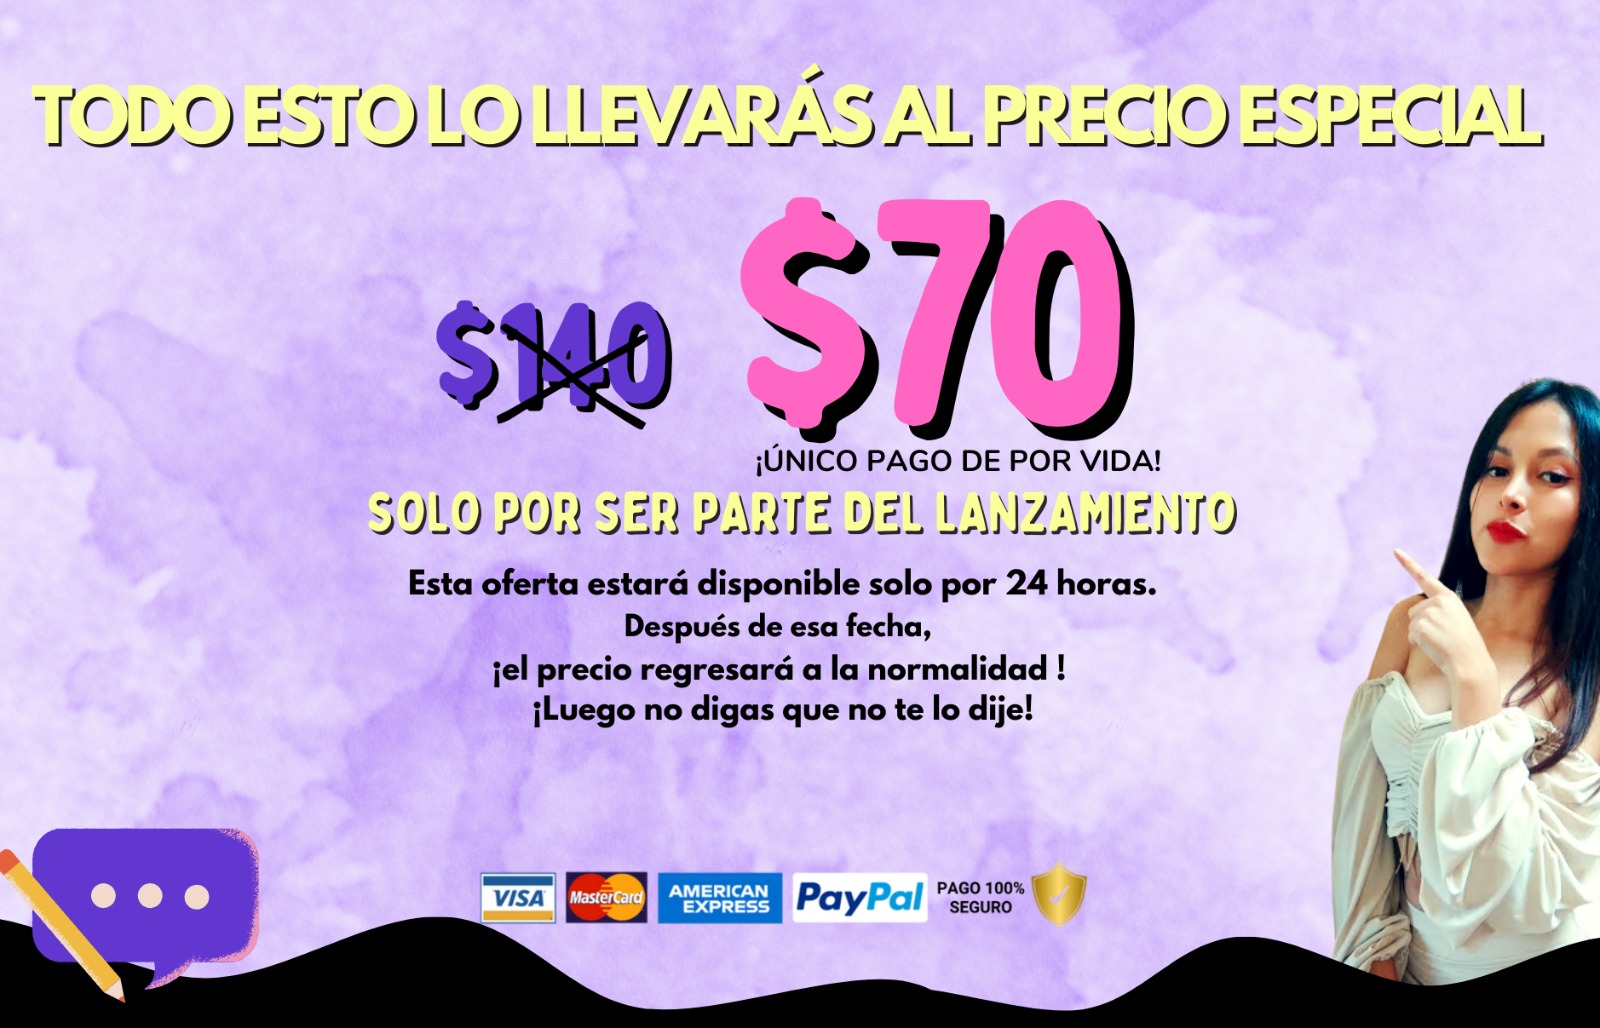 TODO ESTO LO LLEVARÁS AL PRECIO ESPECIAL
$140 $70
¡ÚNICO PAGO DE POR VIDA!
SOLO POR SER PARTE DEL LANZAMIENTO
Esta oferta estará disponible solo por 24 horas.
Después de esa fecha,
¡el precio regresará a la normalidad !
¡Luego no digas que no te lo dije!
VISA MasterCard AMERICAN EXPRESS PayPal PAGO 100% SEGURO